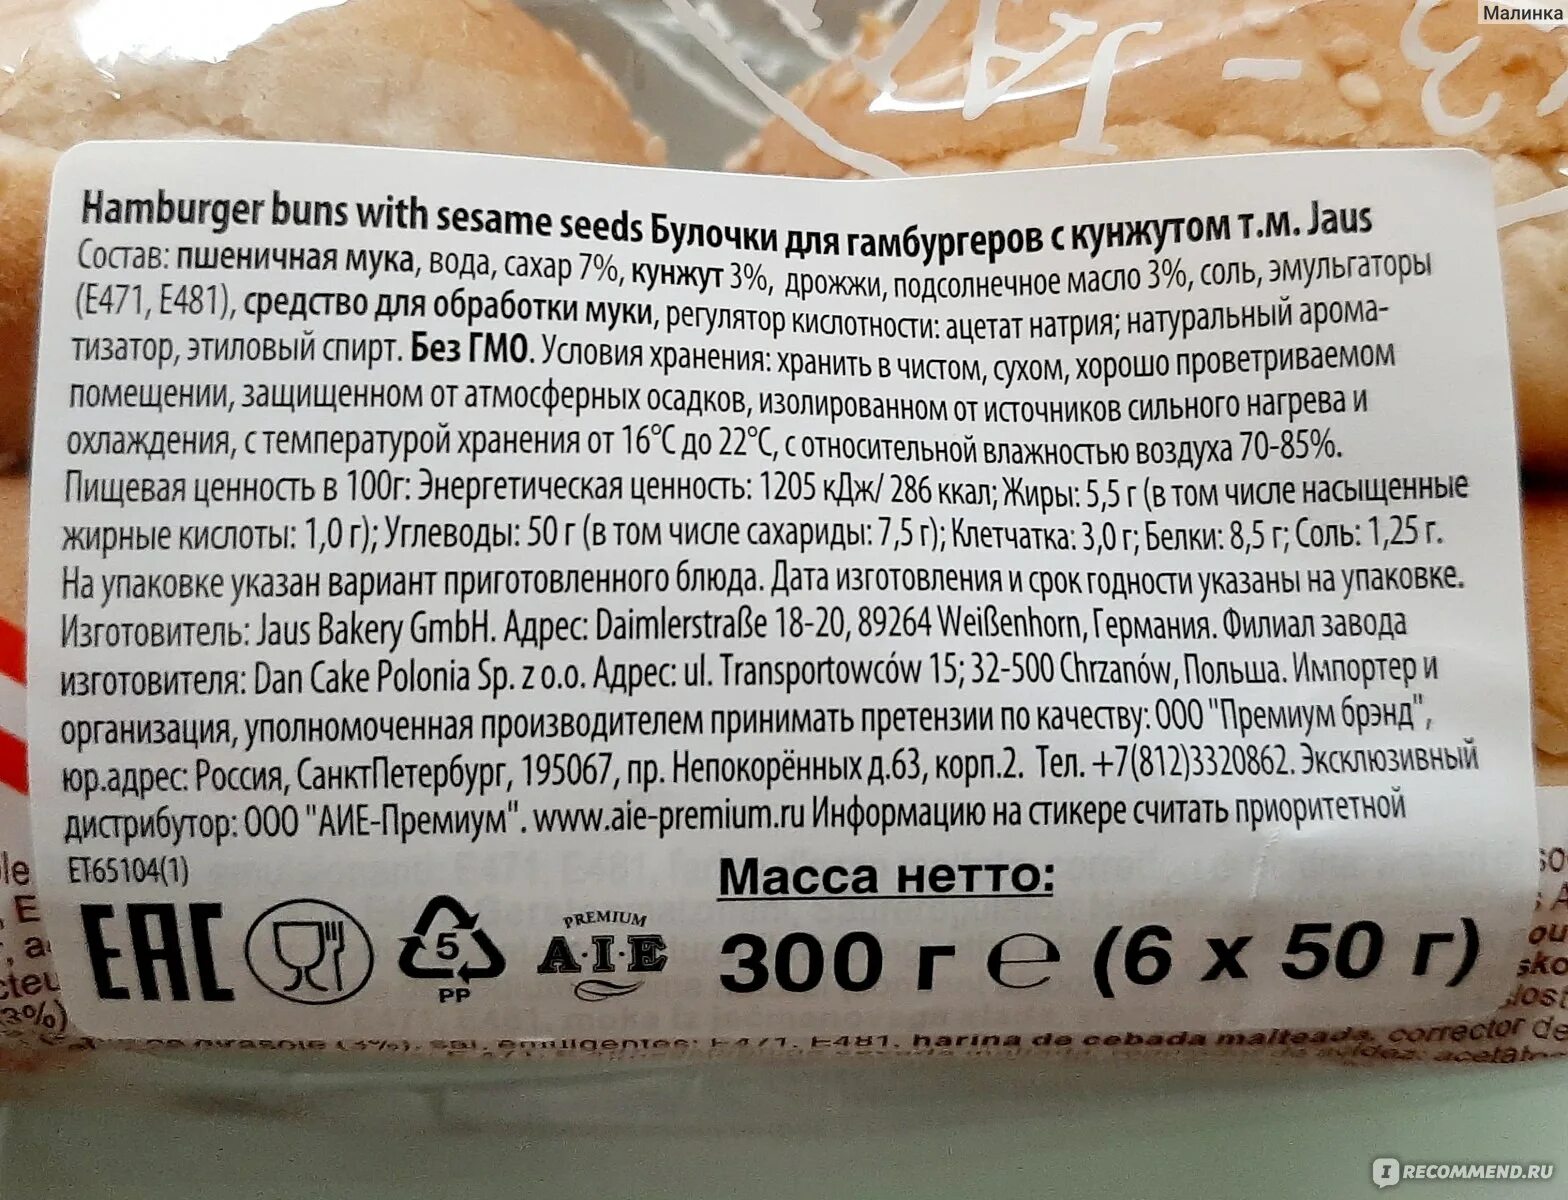 Малинка
З - JA
Hamburger buns with sesame seeds Булочки для гамбургеров с кунжутом т.м. Jaus
Состав: пшеничная мука, вода, сахар 7%, кунжут 3%, дрожжи, подсолнечное масло 3%, соль, эмульгаторы
(Е471, Е481), средство для обработки муки, регулятор кислотности: ацетат натрия; натуральный арома-
тизатор, этиловый спирт. Без ГМО. Условия хранения: хранить в чистом, сухом, хорошо проветриваемом
помещении, защищенном от атмосферных осадков, изолированном от источников сильного нагрева и
охлаждения, с температурой хранения от 16°С до 22°С, с относительной влажностью воздуха 70-85%.
Пищевая ценность в 100г: Энергетическая ценность: 1205 кДж/ 286 ккал; Жиры: 5,5 г (в том числе насыщенные
жирные кислоты: 1,0 г); Углеводы: 50 г (в том числе сахариды: 7,5 г); Клетчатка: 3,0 г; Белки: 8,5 г; Соль: 1,25 г.
На упаковке указан вариант приготовленного блюда. Дата изготовления и срок годности указаны на упаковке.
Изготовитель: Jaus Bakery GmbH. Адрес: Daimlerstraße 18-20, 89264 Weißenhorn, Германия. Филиал завода
изготовителя: Dan Cake Polonia Sp. z o.o. Адрес: ul. Transportowców 15; 32-500 Chrzanów, Польша. Импортер и
организация, уполномоченная производителем принимать претензии по качеству: ООО "Премиум брэнд",
юр.адрес: Россия, СанктПетербург, 195067, пр. Непокорённых д.63, корп.2. Тел. +7(812)3320862. Эксклюзивный
дистрибутор: ООО "АИЕ-Премиум". www.aie-premium.ru Информацию на стикере считать приоритетной
ET65104(1)
Масса нетто:
EAC
5
PP
PREMIUM
A·I·E
300 г ℮ (6 х 50 г)
3%)
E471, E481, harina de cebada malteada, corrector de
IRECOMMEND.RU